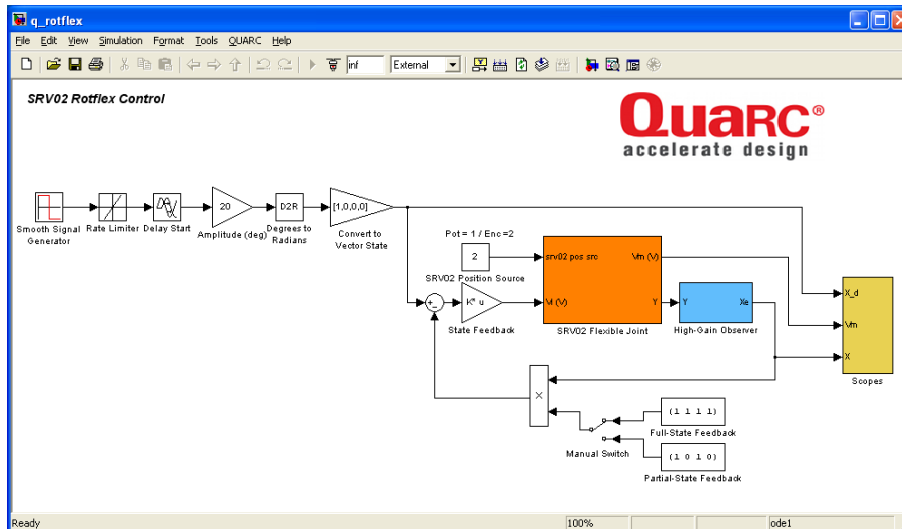 q_rotflex
File Edit View Simulation Format Tools QUARC Help
inf External
SRV02 Rotflex Control
QUARC®
accelerate design
20
D2R
[1,0,0,0]
Smooth Signal
Generator
Rate Limiter
Delay Start
Amplitude (deg)
Degrees to
Radians
Convert to
Vector State
Pot = 1 / Enc =2
2
SRV02 Position Source
srv02 pos src
Vm (V)
Vi (V)
Y
SRV02 Flexible Joint
+
-
K* u
State Feedback
Y
Xe
High-Gain Observer
X_d
Vm
X
Scopes
X
(1 1 1 1)
Full-State Feedback
Manual Switch
(1 0 1 0)
Partial-State Feedback
Ready
100%
ode1